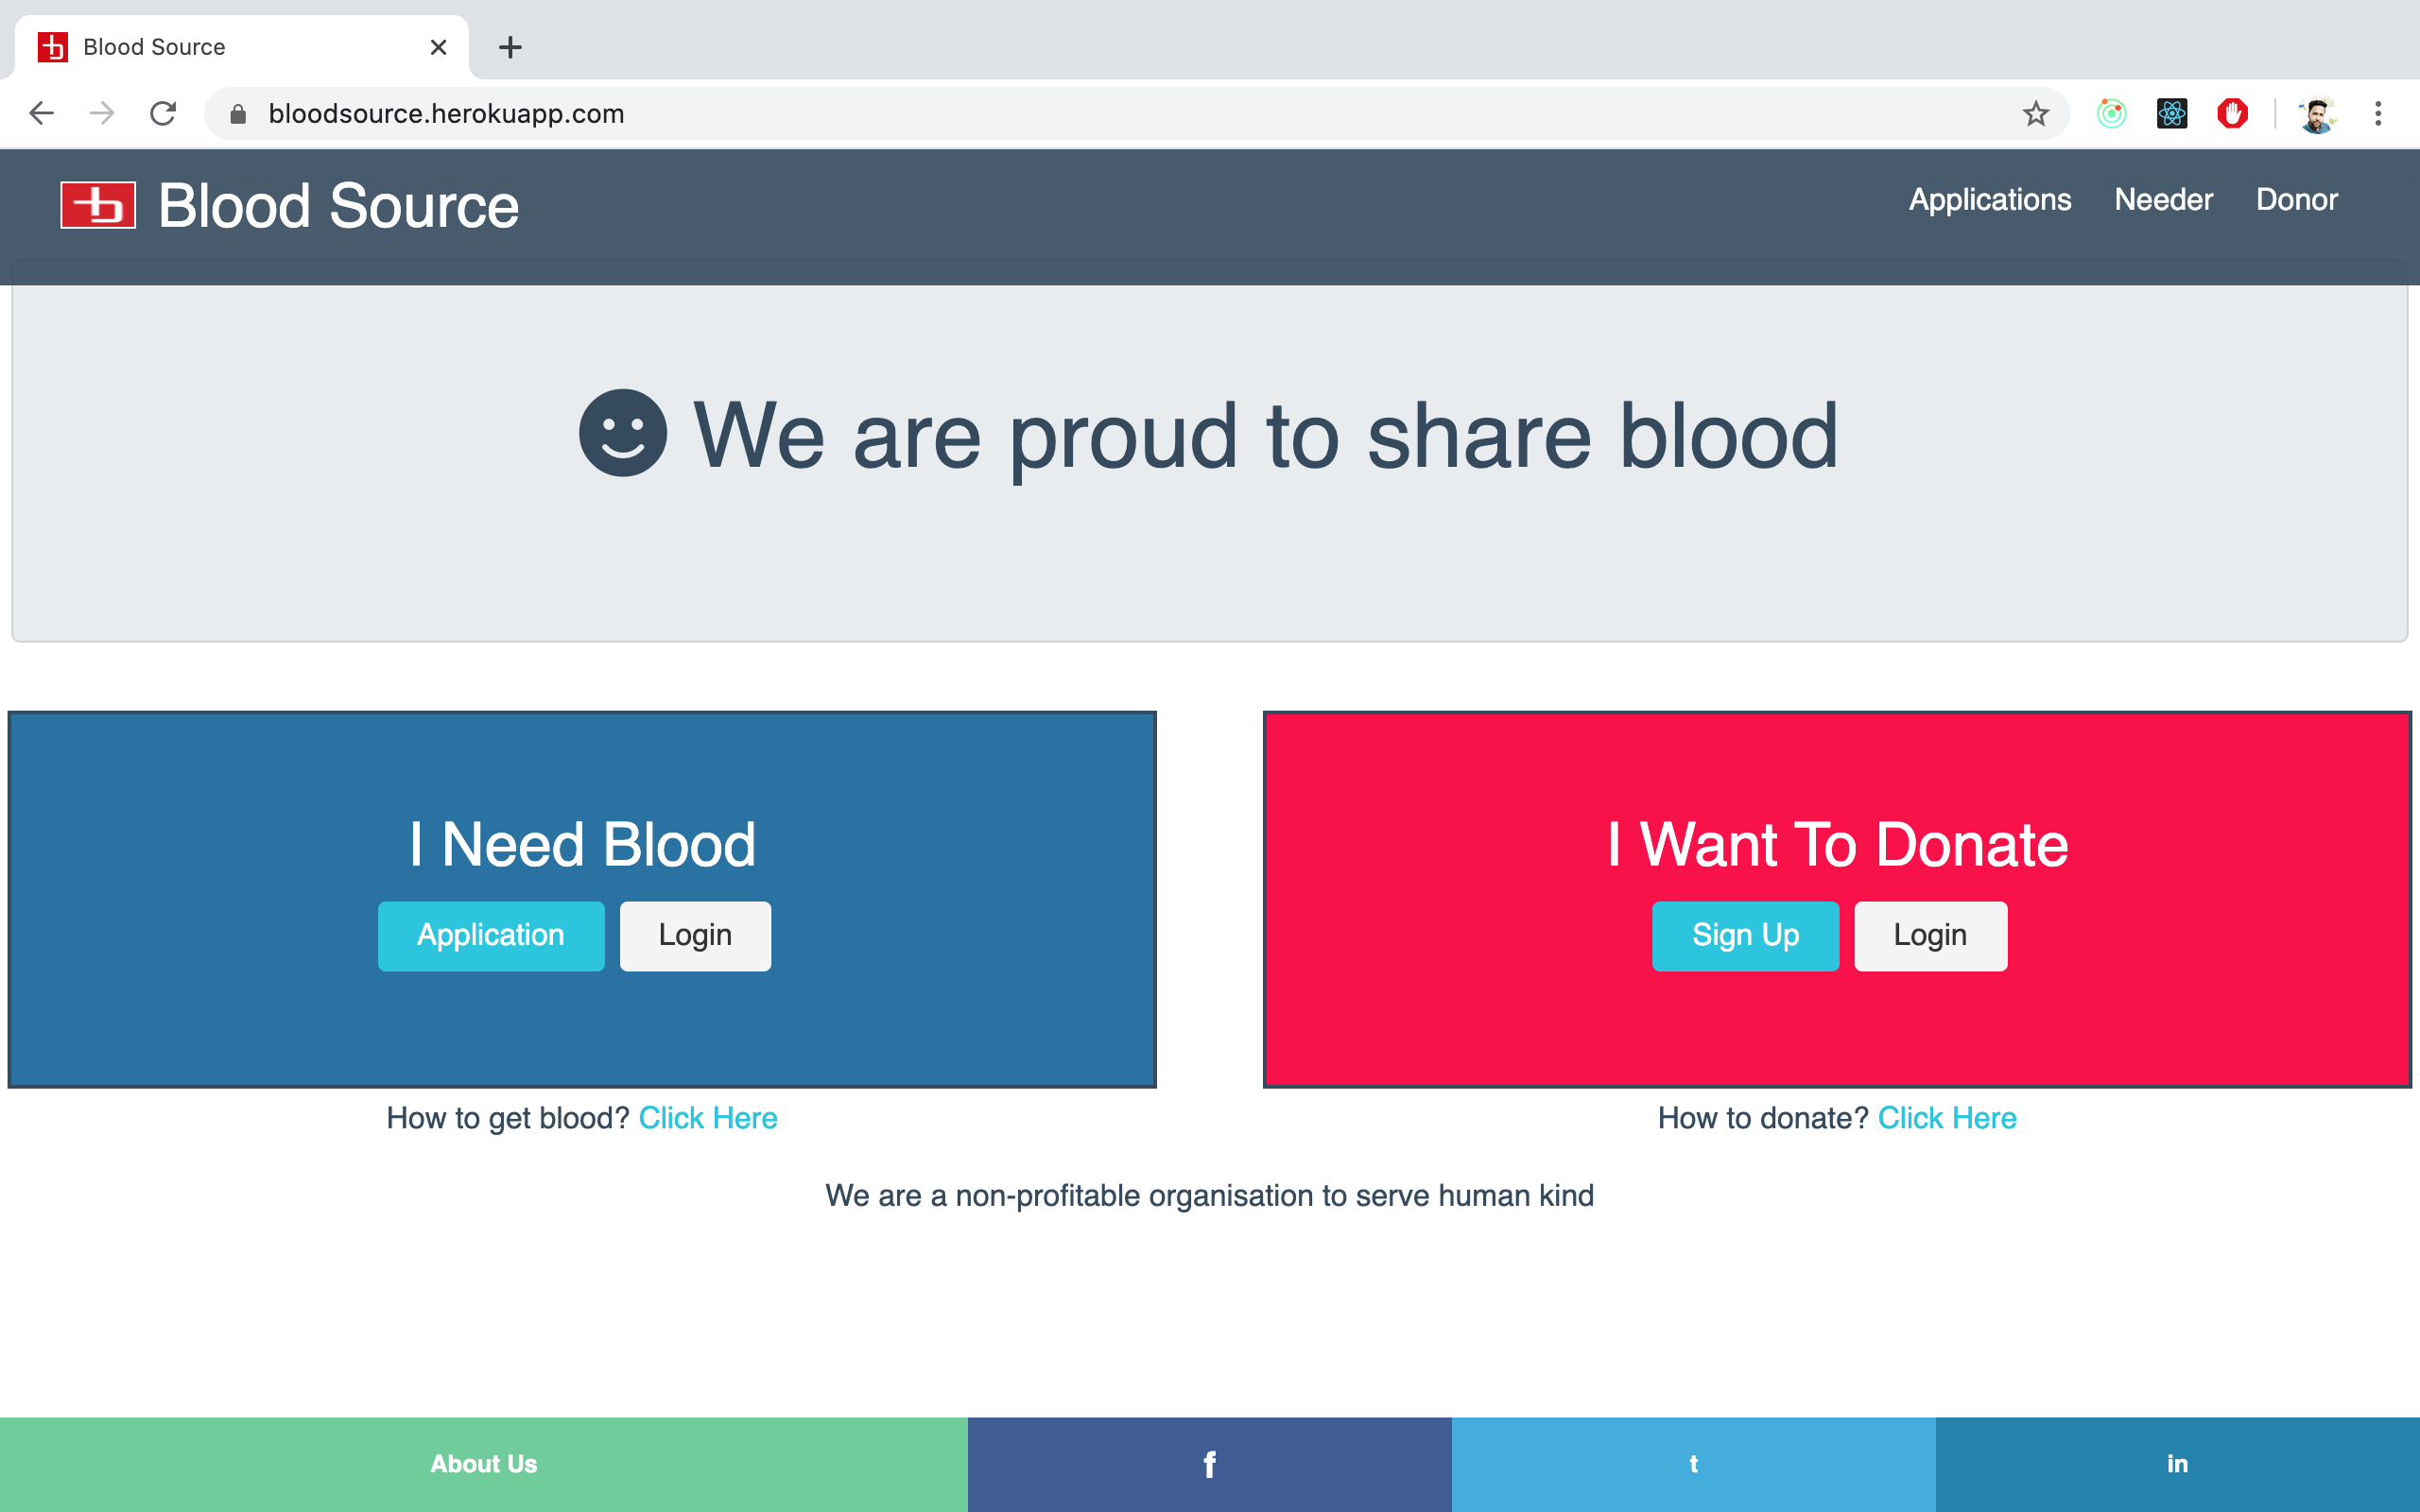 Blood Source
bloodsource.herokuapp.com
Blood Source
Applications Needer Donor
We are proud to share blood
I Need Blood
Application Login
I Want To Donate
Sign Up Login
How to get blood? Click Here
How to donate? Click Here
We are a non-profitable organisation to serve human kind
About Us f t in